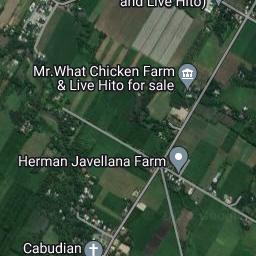 and Live Hito)
Mr.What Chicken Farm
& Live Hito for sale
Herman Javellana Farm
Cabudian